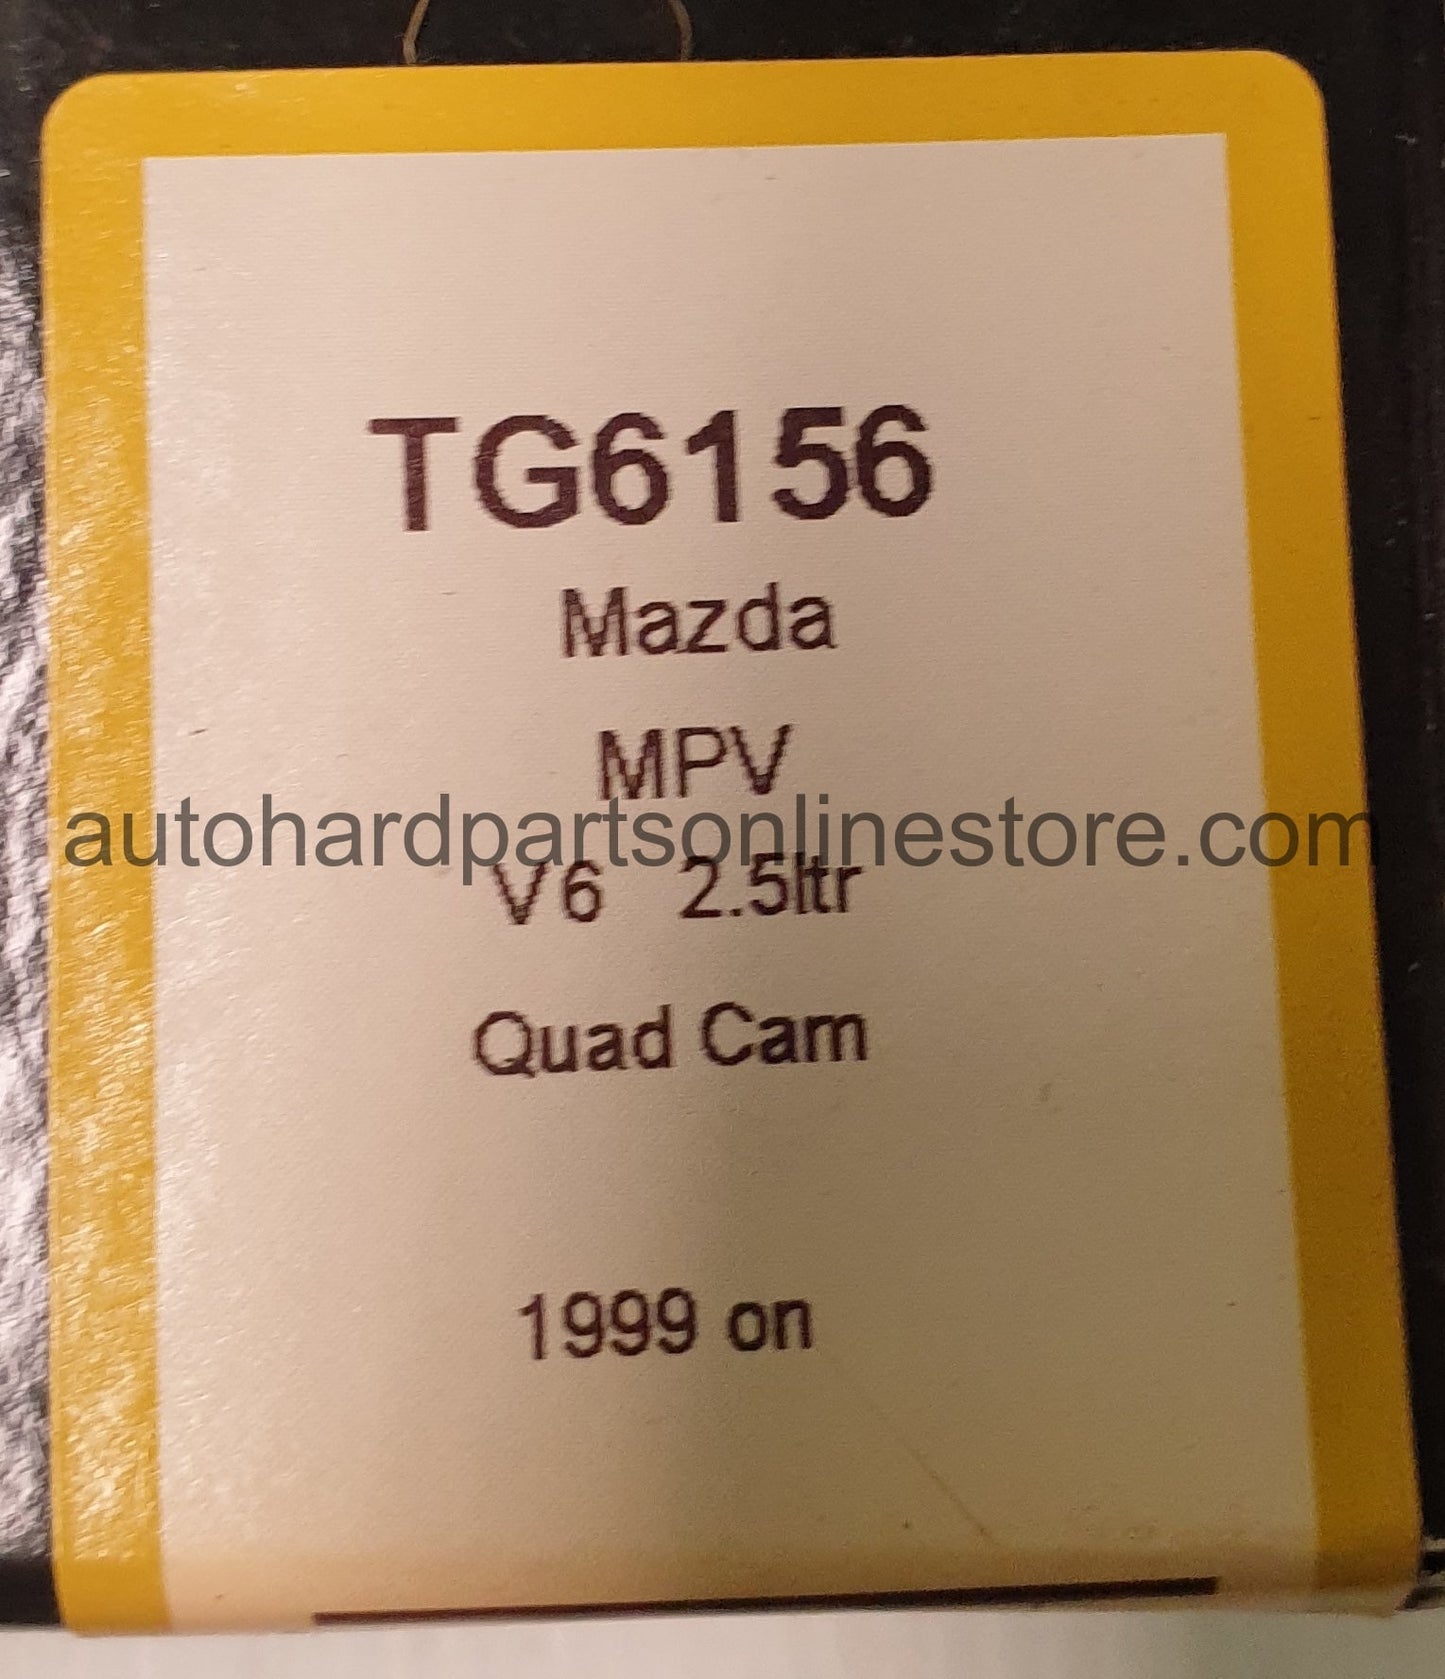 TG6156
Mazda
MPV
autohardpartsonlinestore.com
V6 2.5ltr
Quad Cam
1999 on